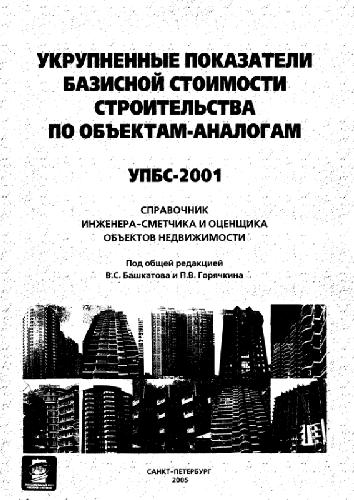 УКРУПНЕННЫЕ ПОКАЗАТЕЛИ
БАЗИСНОЙ СТОИМОСТИ
СТРОИТЕЛЬСТВА
ПО ОБЪЕКТАМ-АНАЛОГАМ
УПБС-2001
СПРАВОЧНИК
ИНЖЕНЕРА-СМЕТЧИКА И ОЦЕНЩИКА
ОБЪЕКТОВ НЕДВИЖИМОСТИ
Под общей редакцией
В.С. Башкатова и П.В. Горячкина
САНКТ-ПЕТЕРБУРГ
2005